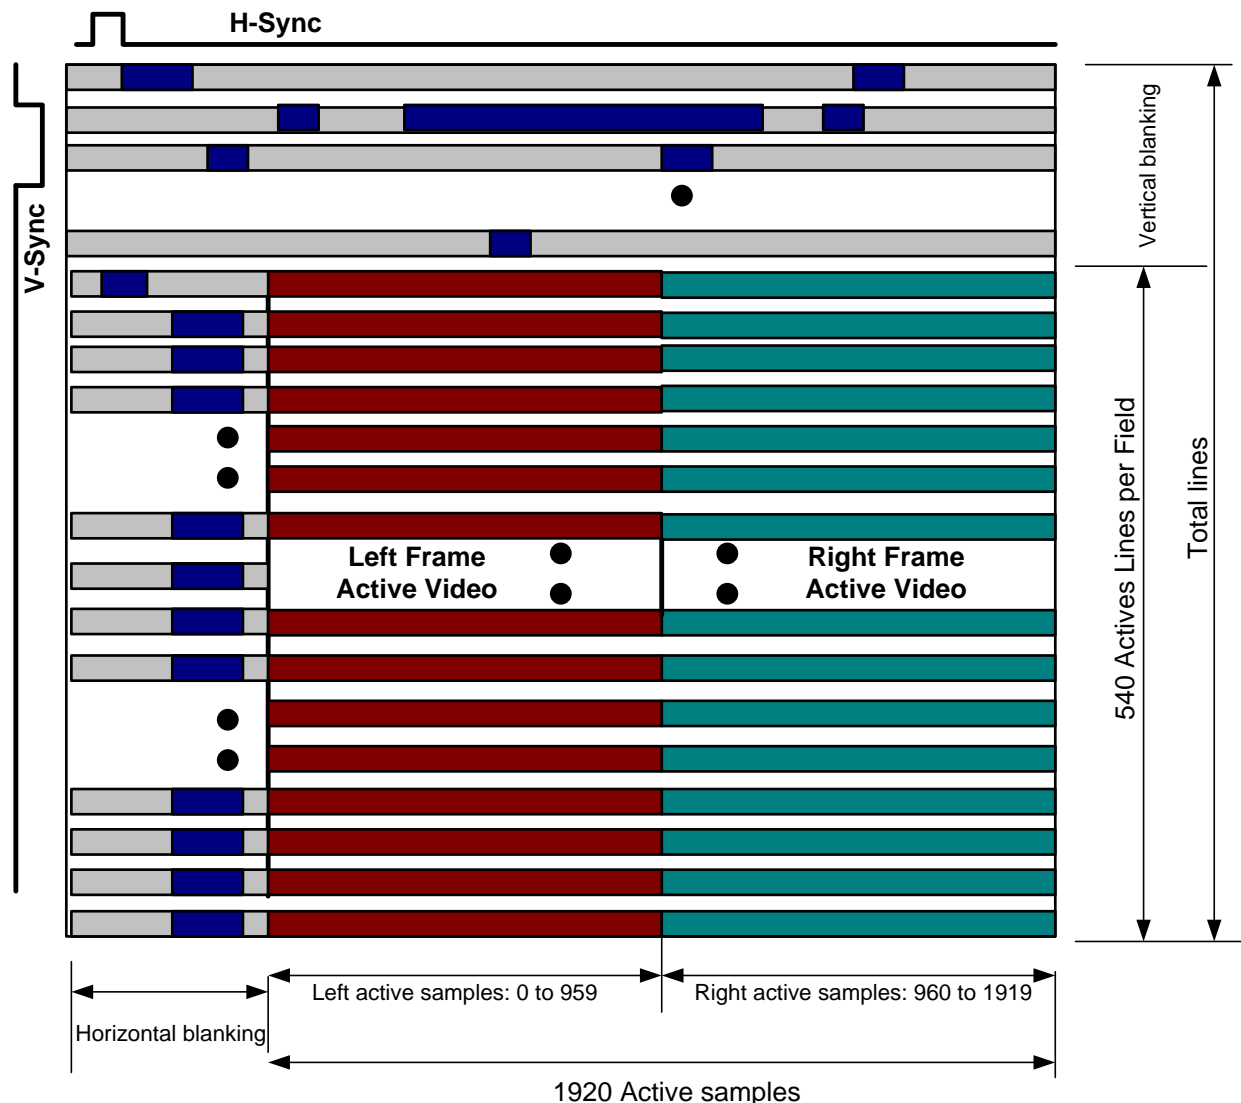 H-Sync
V-Sync
Vertical blanking
Left Frame
Active Video
Right Frame
Active Video
540 Actives Lines per Field
Total lines
Left active samples: 0 to 959
Right active samples: 960 to 1919
Horizontal blanking
1920 Active samples